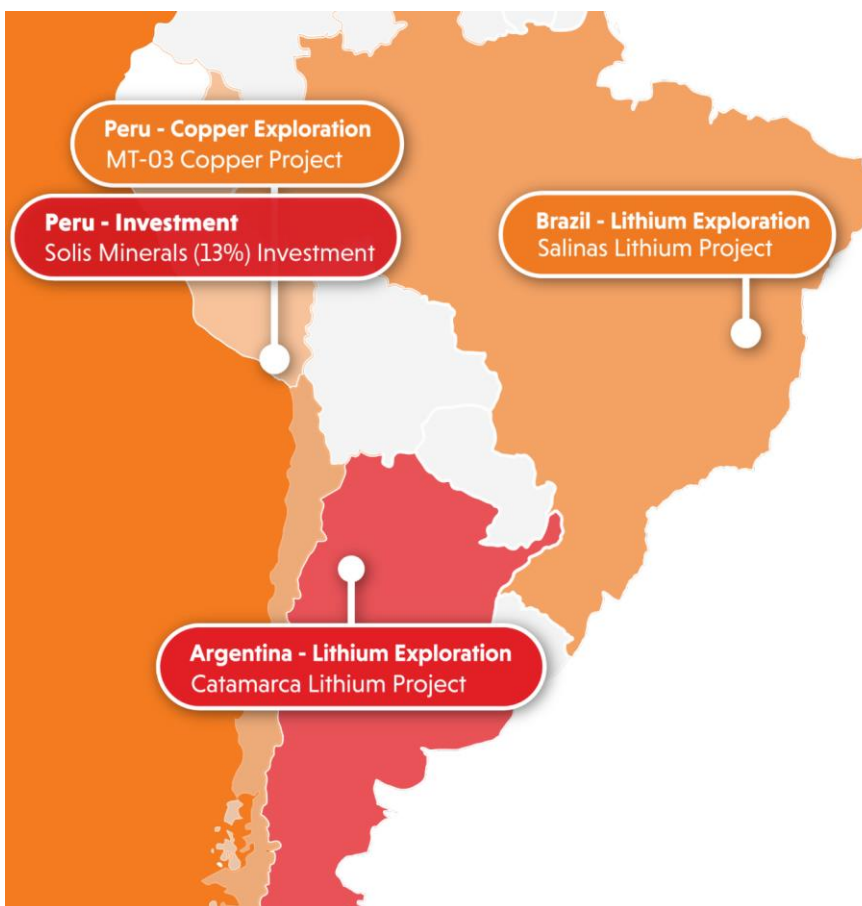 Peru - Copper Exploration
MT-03 Copper Project
Peru - Investment
Solis Minerals (13%) Investment
Brazil - Lithium Exploration
Salinas Lithium Project
Argentina - Lithium Exploration
Catamarca Lithium Project